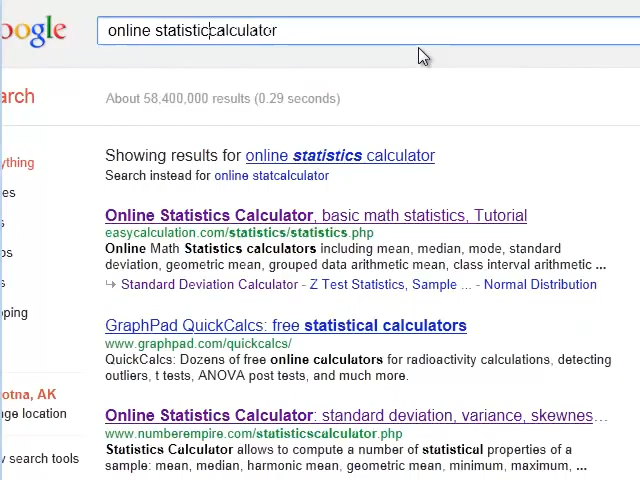 oogle
online statisticcalculator
arch
About 58,400,000 results (0.29 seconds)
Showing results for online statistics calculator
Search instead for online statcalculator
ything
es
s
ps
s
pping
otna, AK
nge location
w search tools
Online Statistics Calculator, basic math statistics, Tutorial
easycalculation.com/statistics/statistics.php
Online Math Statistics calculators including mean, median, mode, standard
deviation, geometric mean, grouped data arithmetic mean, class interval arithmetic ...
Standard Deviation Calculator - Z Test Statistics, Sample ... - Normal Distribution
GraphPad QuickCalcs: free statistical calculators
www.graphpad.com/quickcalcs/
QuickCalcs: Dozens of free online calculators for radioactivity calculations, detecting
outliers, t tests, ANOVA post tests, and much more.
Online Statistics Calculator: standard deviation, variance, skewnes...
www.numberempire.com/statisticscalculator.php
Statistics Calculator allows to compute a number of statistical properties of a
sample: mean, median, harmonic mean, geometric mean, minimum, maximum, ...